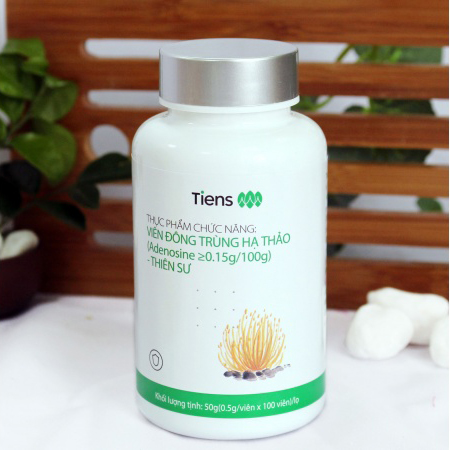 Tiens
THỰC PHẨM CHỨC NĂNG:
VIÊN ĐÔNG TRÙNG HẠ THẢO
(Adenosine ≥0.15g/100g)
- THIÊN SƯ
Khối lượng tịnh: 50g(0.5g/viên x 100 viên)/lọ